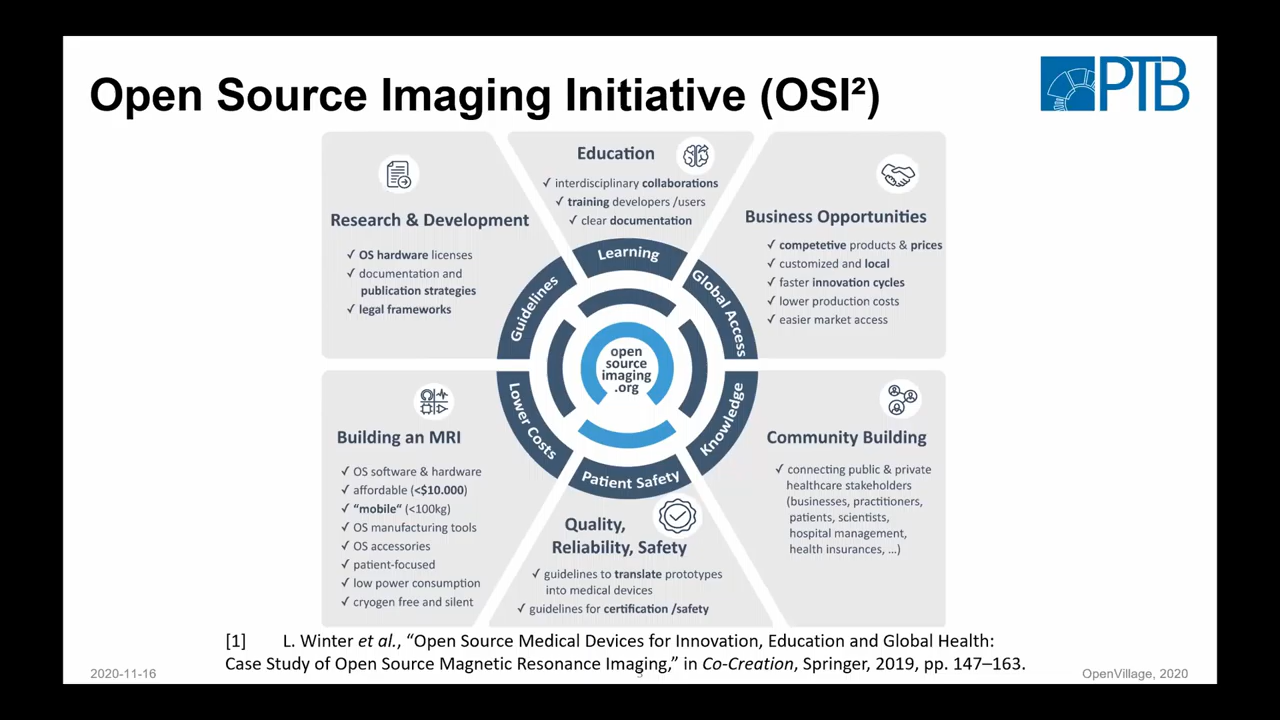 Open Source Imaging Initiative (OSI²)
PTB
Research & Development
✓ OS hardware licenses
✓ documentation and
publication strategies
✓ legal frameworks
Education
✓ interdisciplinary collaborations
✓ training developers /users
✓ clear documentation
Business Opportunities
✓ competetive products & prices
✓ customized and local
✓ faster innovation cycles
✓ lower production costs
✓ easier market access
Guidelines
Learning
Global Access
Lower Costs
Patient Safety
Knowledge
open
source
imaging
.org
Building an MRI
✓ OS software & hardware
✓ affordable (<$10.000)
✓ “mobile“ (<100kg)
✓ OS manufacturing tools
✓ OS accessories
✓ patient-focused
✓ low power consumption
✓ cryogen free and silent
Quality,
Reliability, Safety
✓ guidelines to translate prototypes
into medical devices
✓ guidelines for certification /safety
Community Building
✓ connecting public & private
healthcare stakeholders
(businesses, practitioners,
patients, scientists,
hospital management,
health insurances, ...)
[1] L. Winter et al., “Open Source Medical Devices for Innovation, Education and Global Health:
Case Study of Open Source Magnetic Resonance Imaging,” in Co-Creation, Springer, 2019, pp. 147–163.
2020-11-16
OpenVillage, 2020